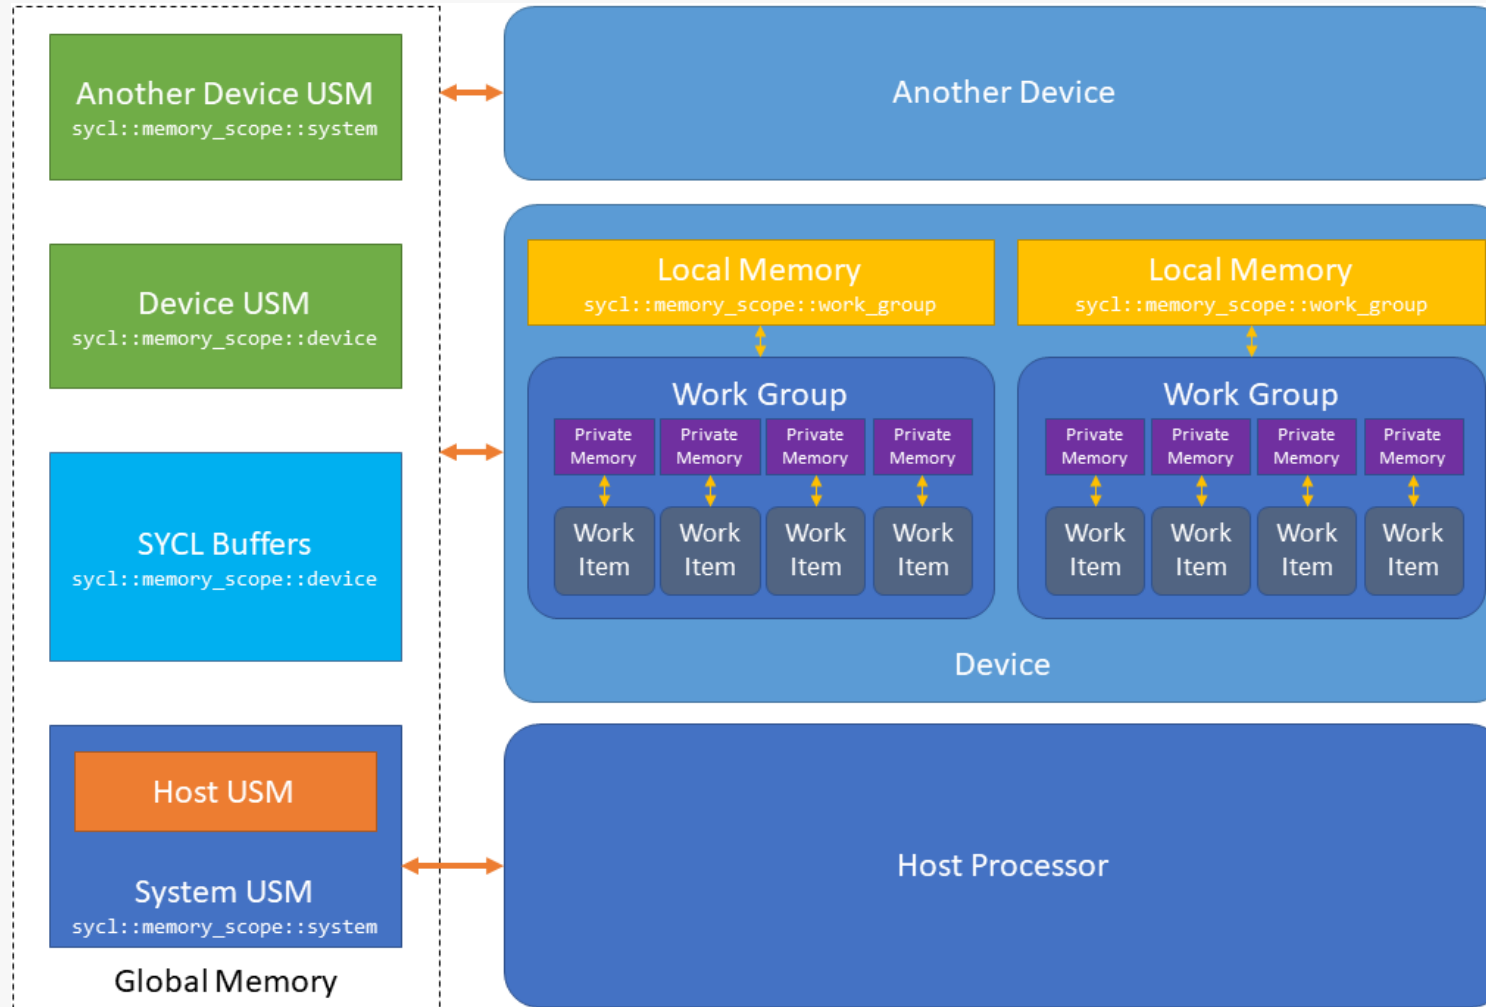 Another Device USM
sycl::memory_scope::system
Another Device
Device USM
sycl::memory_scope::device
SYCL Buffers
sycl::memory_scope::device
Host USM
System USM
sycl::memory_scope::system
Global Memory
Local Memory
sycl::memory_scope::work_group
Work Group
Private Memory
Private Memory
Private Memory
Private Memory
Work Item
Work Item
Work Item
Work Item
Local Memory
sycl::memory_scope::work_group
Work Group
Private Memory
Private Memory
Private Memory
Private Memory
Work Item
Work Item
Work Item
Work Item
Device
Host Processor